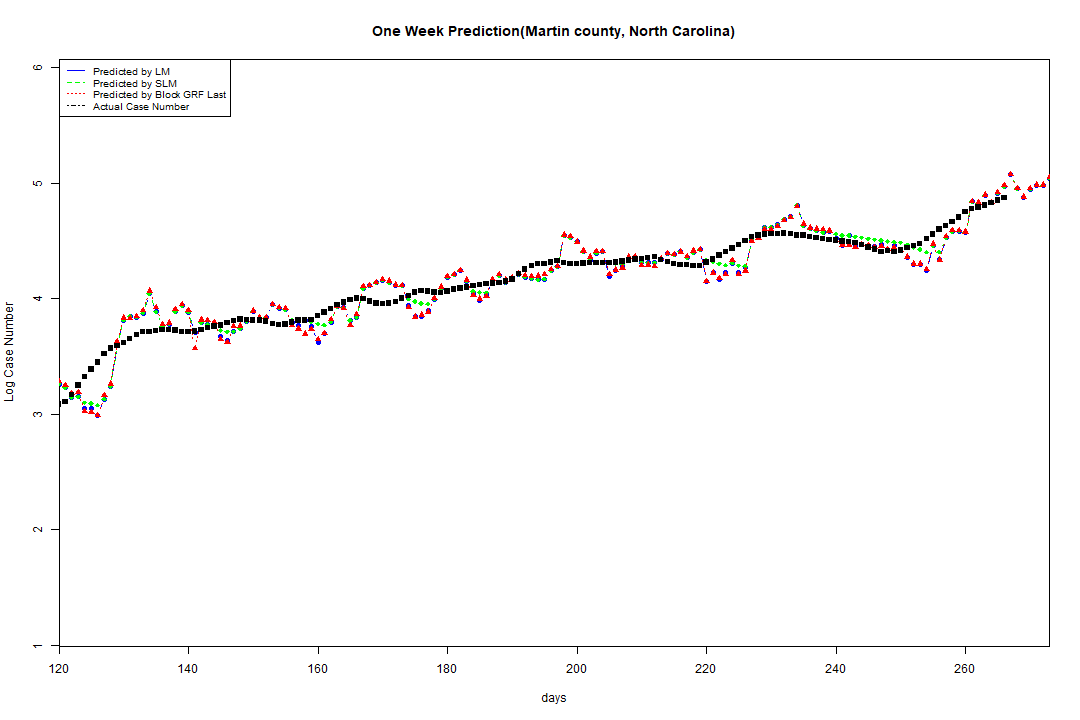 One Week Prediction(Martin county, North Carolina)
Predicted by LM
Predicted by SLM
Predicted by Block GRF Last
Actual Case Number
6
5
4
3
2
1
Log Case Number
120 140 160 180 200 220 240 260
days